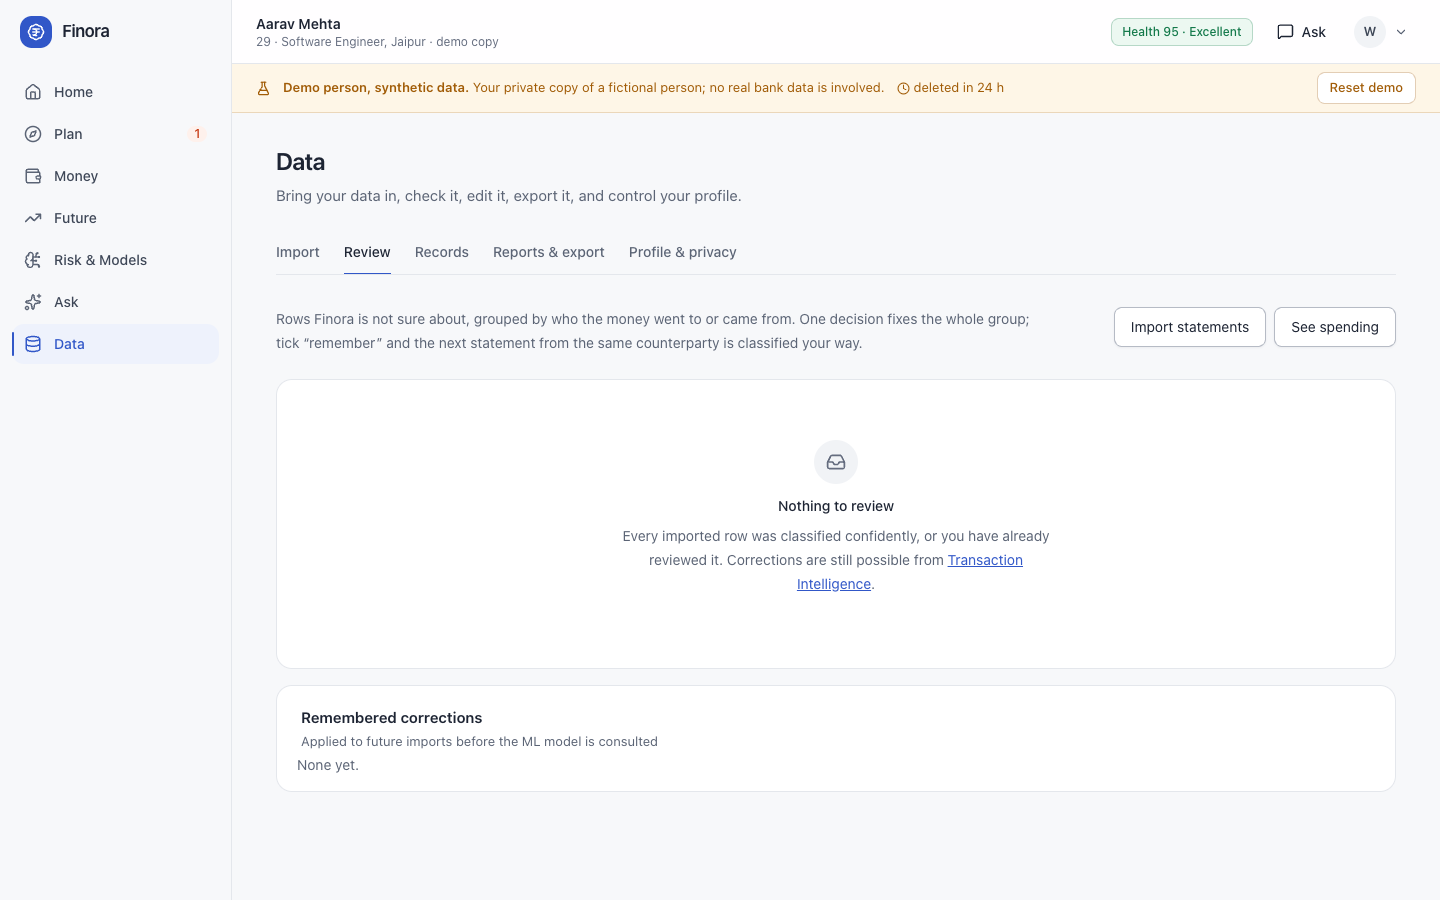 Finora
Home
Plan 1
Money
Future
Risk & Models
Ask
Data
Aarav Mehta
29 · Software Engineer, Jaipur · demo copy
Health 95 · Excellent
Ask
W
Demo person, synthetic data. Your private copy of a fictional person; no real bank data is involved. deleted in 24 h
Reset demo
Data
Bring your data in, check it, edit it, export it, and control your profile.
Import Review Records Reports & export Profile & privacy
Rows Finora is not sure about, grouped by who the money went to or came from. One decision fixes the whole group;
tick “remember” and the next statement from the same counterparty is classified your way.
Import statements See spending
Nothing to review
Every imported row was classified confidently, or you have already
reviewed it. Corrections are still possible from Transaction
Intelligence.
Remembered corrections
Applied to future imports before the ML model is consulted
None yet.